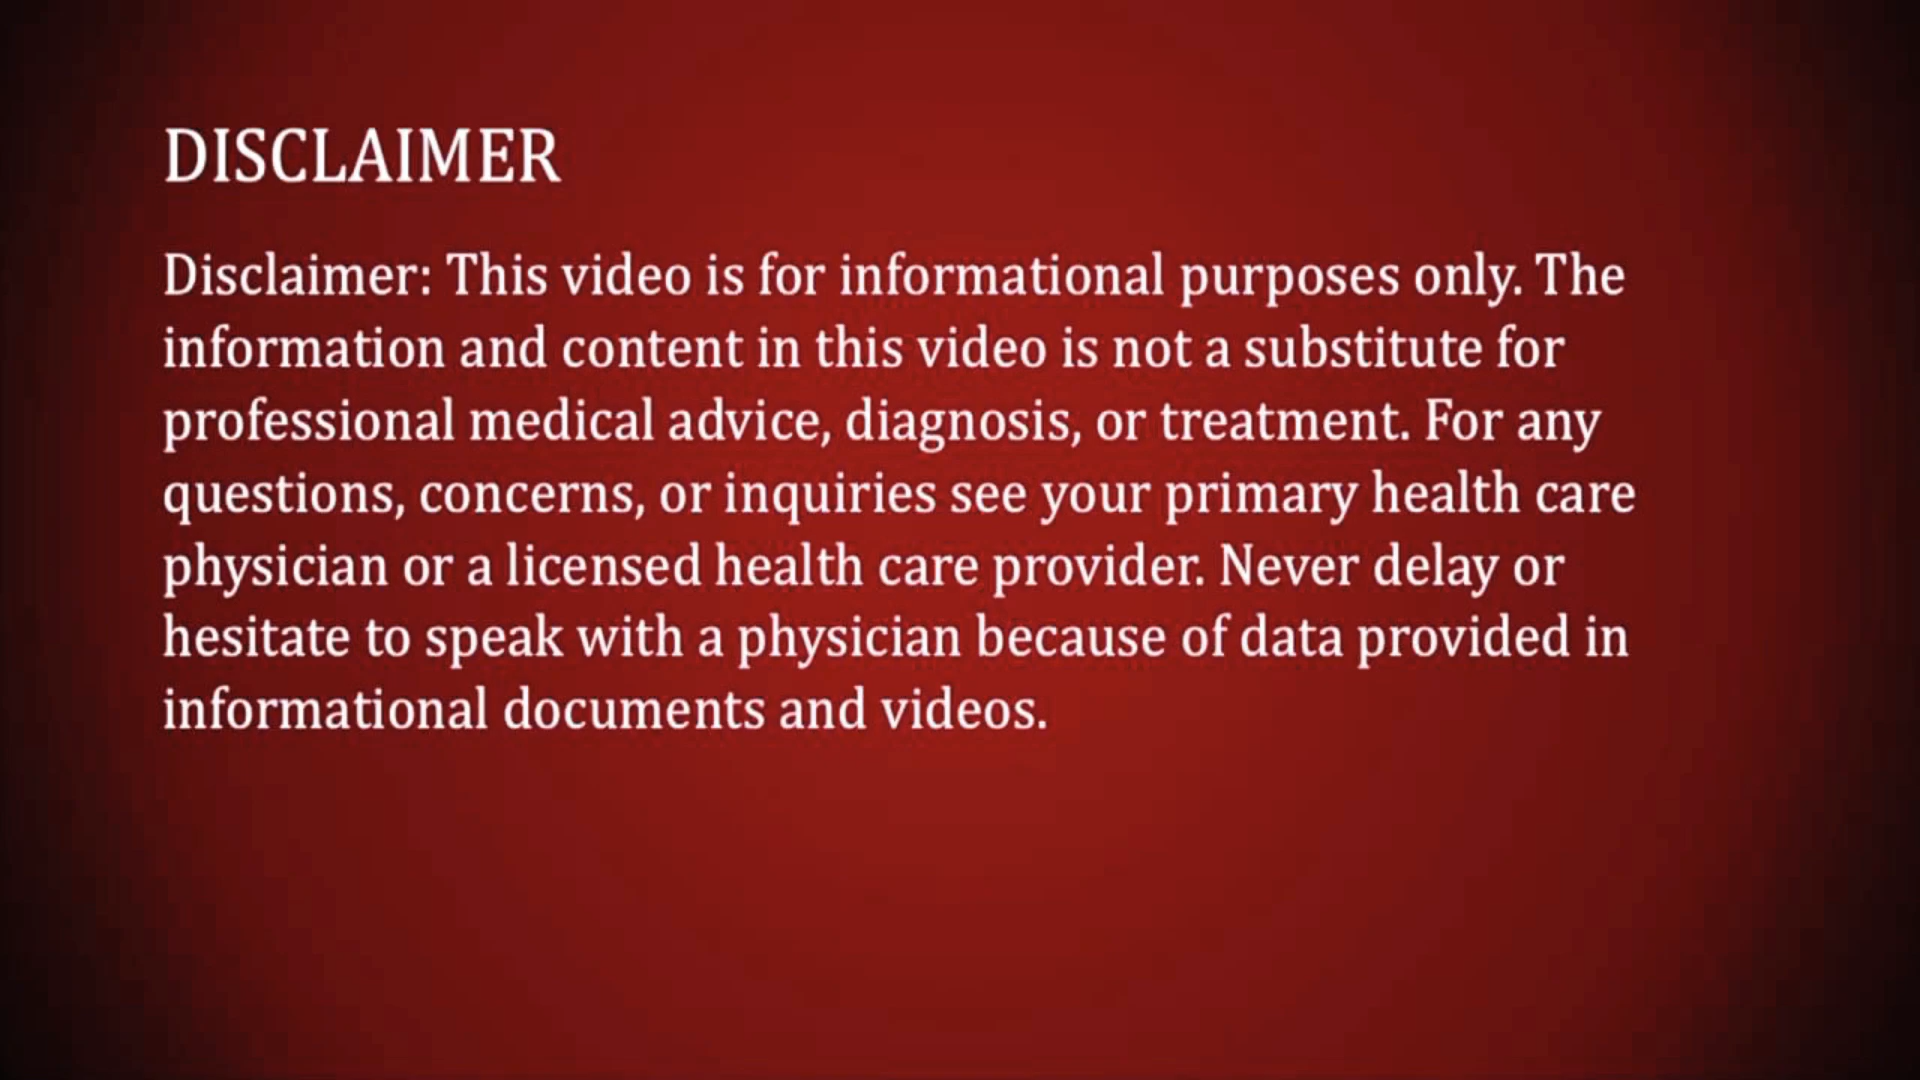 DISCLAIMER
Disclaimer: This video is for informational purposes only. The
information and content in this video is not a substitute for
professional medical advice, diagnosis, or treatment. For any
questions, concerns, or inquiries see your primary health care
physician or a licensed health care provider. Never delay or
hesitate to speak with a physician because of data provided in
informational documents and videos.